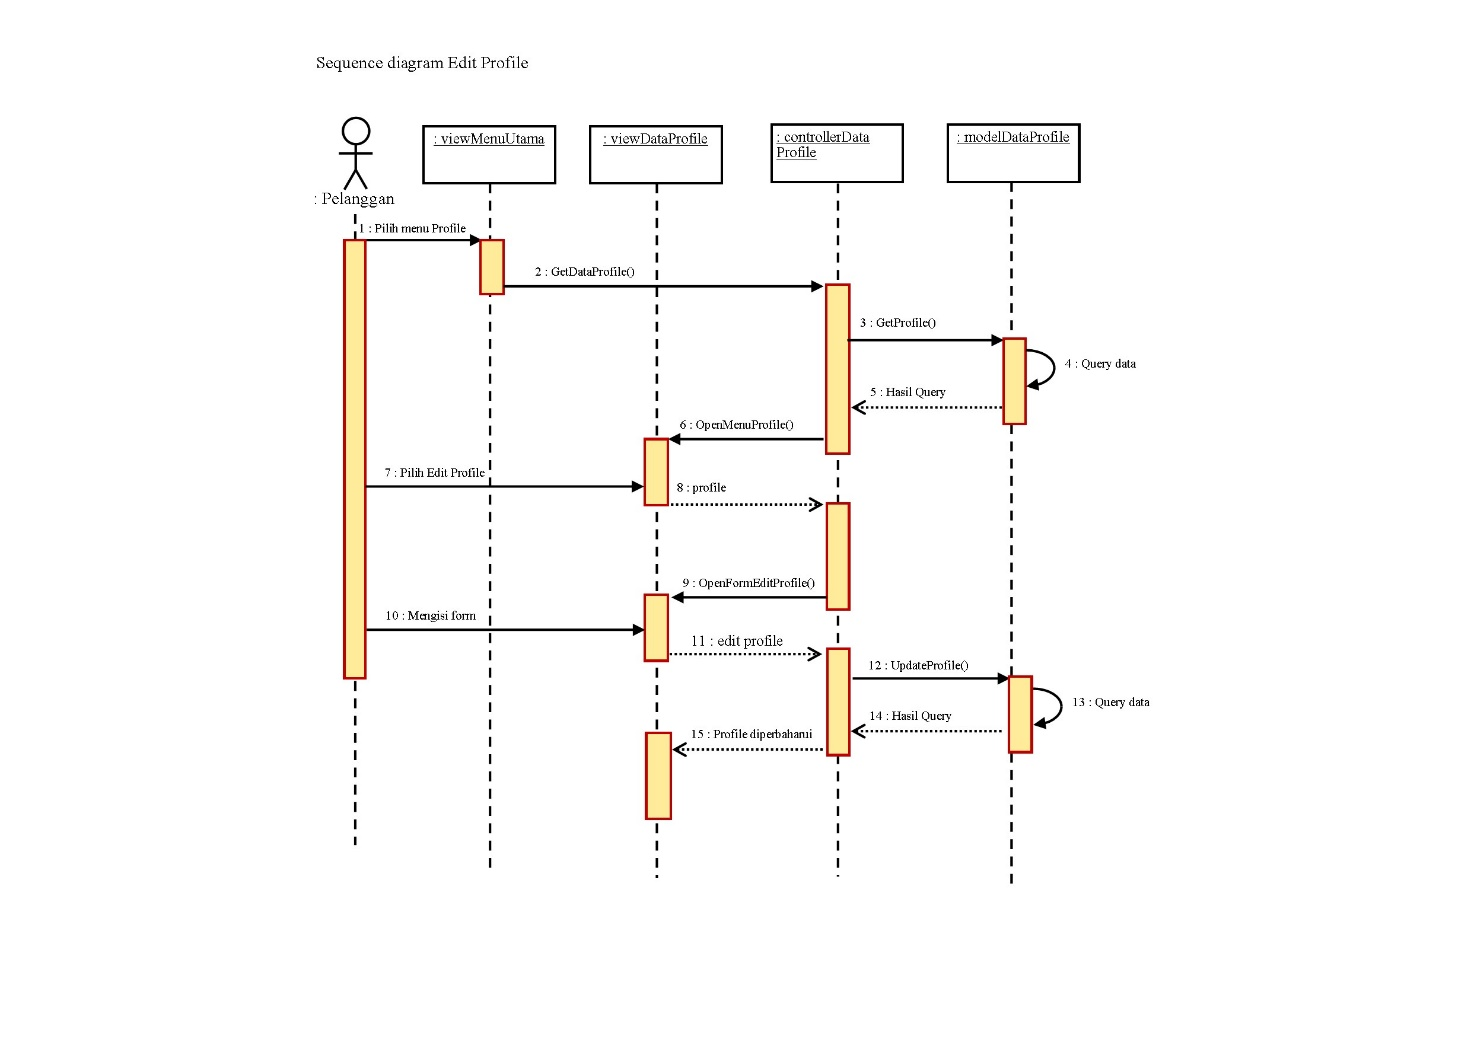 Sequence diagram Edit Profile
: Pelanggan
: viewMenuUtama
: viewDataProfile
: controllerData
Profile
: modelDataProfile
1 : Pilih menu Profile
2 : GetDataProfile()
3 : GetProfile()
4 : Query data
5 : Hasil Query
6 : OpenMenuProfile()
7 : Pilih Edit Profile
8 : profile
9 : OpenFormEditProfile()
10 : Mengisi form
11 : edit profile
12 : UpdateProfile()
13 : Query data
14 : Hasil Query
15 : Profile diperbaharui